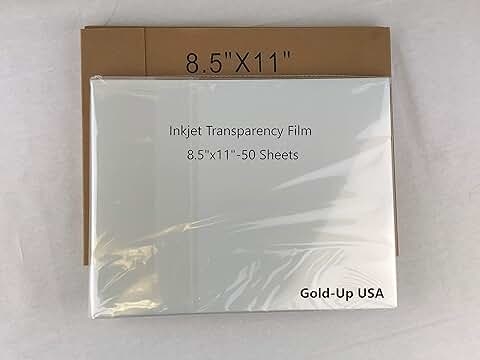 8.5"X11"
Inkjet Transparency Film
8.5"x11"-50 Sheets
Gold-Up USA